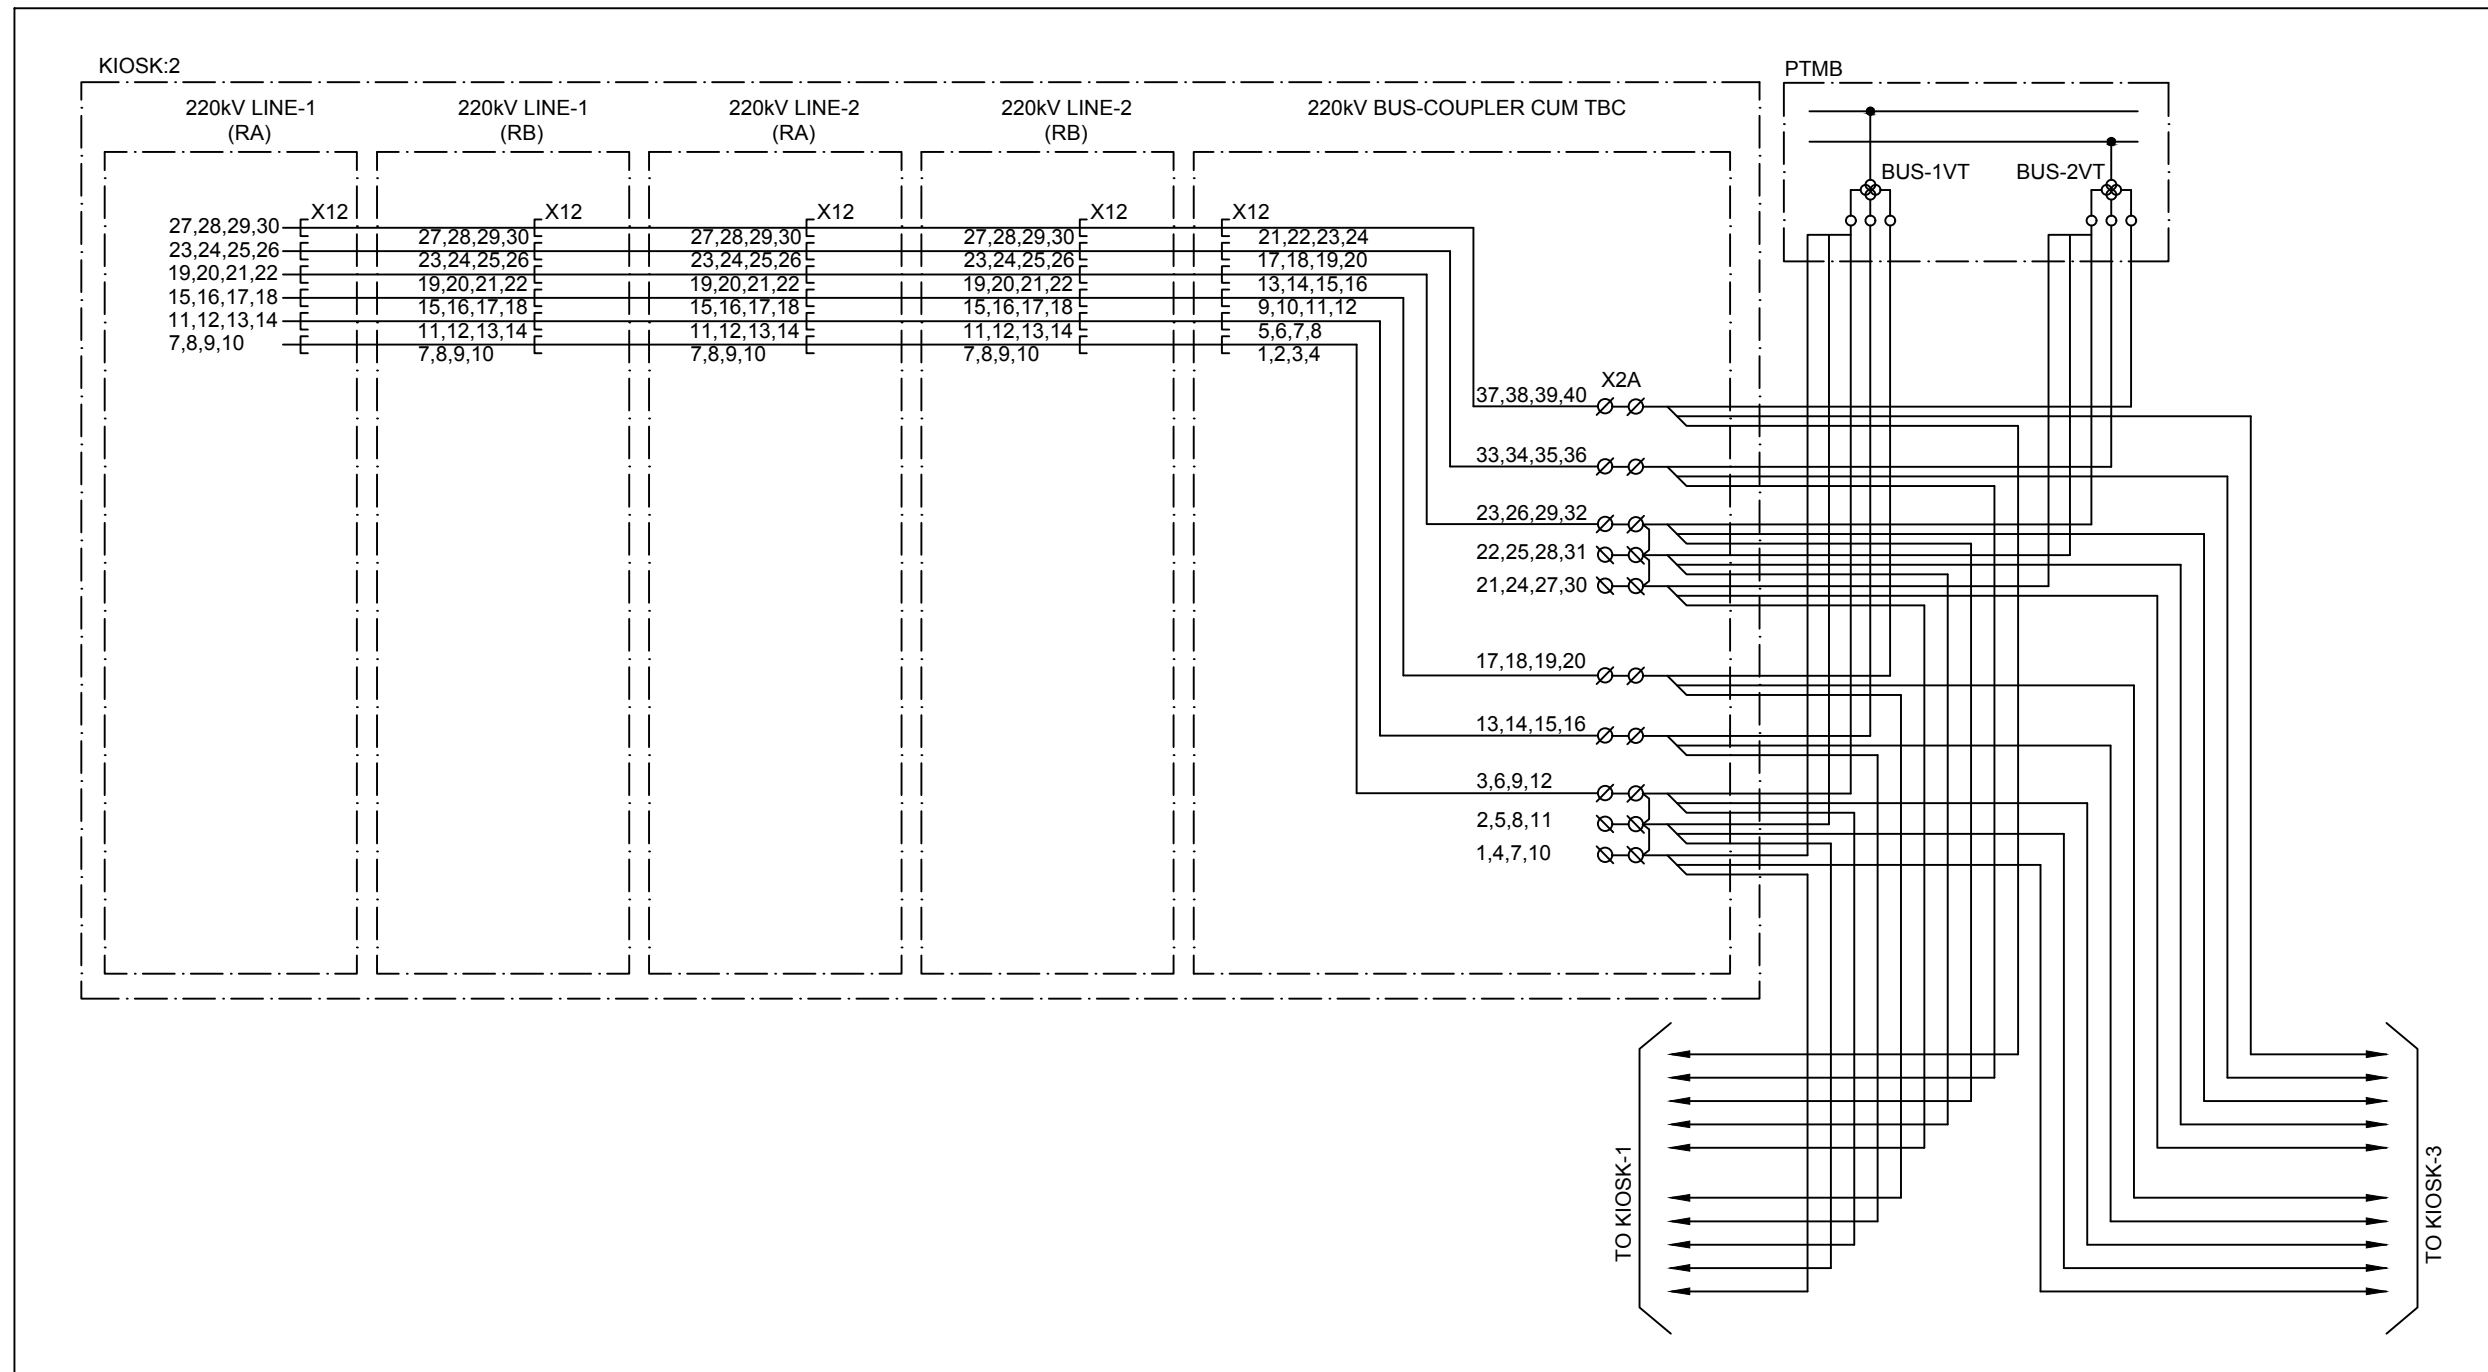 KIOSK:2
PTMB
220kV LINE-1
(RA)
220kV LINE-1
(RB)
220kV LINE-2
(RA)
220kV LINE-2
(RB)
220kV BUS-COUPLER CUM TBC
BUS-1VT
BUS-2VT
X12
27,28,29,30
23,24,25,26
19,20,21,22
15,16,17,18
11,12,13,14
7,8,9,10
X12
27,28,29,30
23,24,25,26
19,20,21,22
15,16,17,18
11,12,13,14
7,8,9,10
X12
27,28,29,30
23,24,25,26
19,20,21,22
15,16,17,18
11,12,13,14
7,8,9,10
X12
27,28,29,30
23,24,25,26
19,20,21,22
15,16,17,18
11,12,13,14
7,8,9,10
X12
21,22,23,24
17,18,19,20
13,14,15,16
9,10,11,12
5,6,7,8
1,2,3,4
X2A
37,38,39,40
33,34,35,36
23,26,29,32
22,25,28,31
21,24,27,30
17,18,19,20
13,14,15,16
3,6,9,12
2,5,8,11
1,4,7,10
TO KIOSK-1
TO KIOSK-3